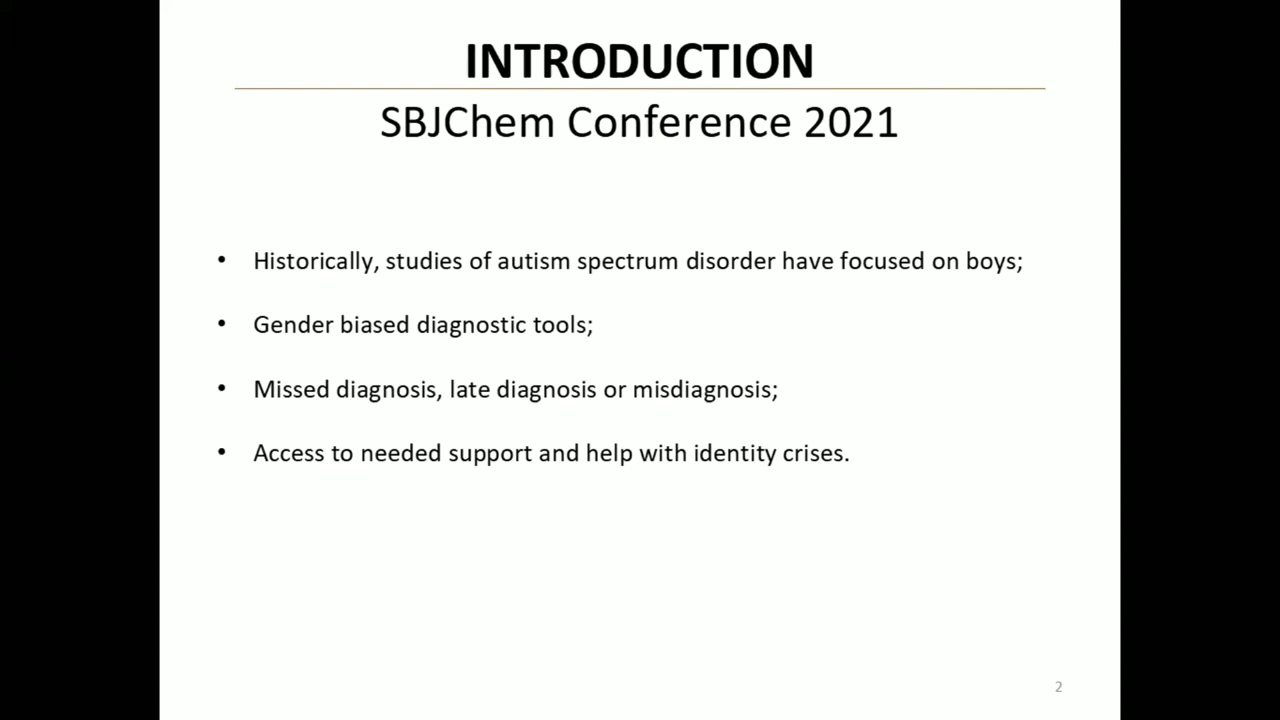 INTRODUCTION
SBJChem Conference 2021
• Historically, studies of autism spectrum disorder have focused on boys;
• Gender biased diagnostic tools;
• Missed diagnosis, late diagnosis or misdiagnosis;
• Access to needed support and help with identity crises.
2